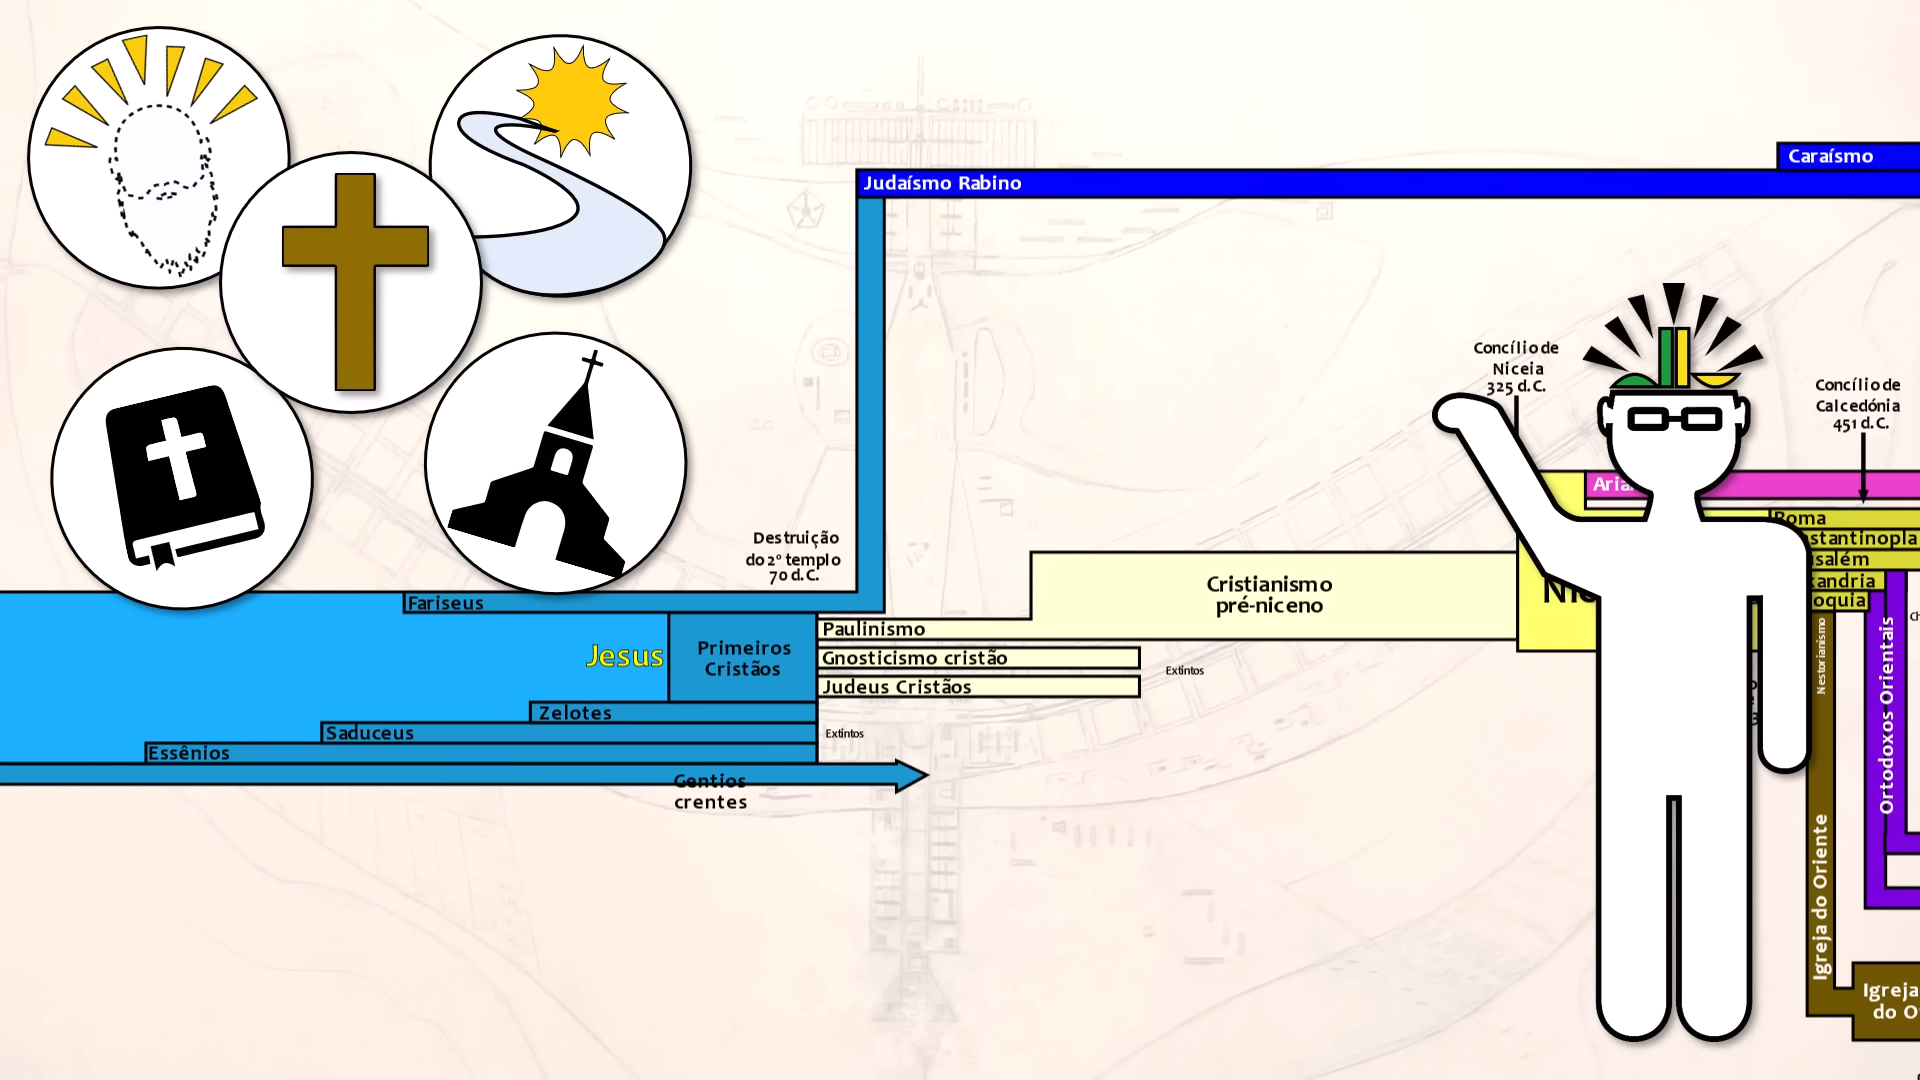 Caraísmo
Judaísmo Rabino
Concílio de
Niceia
325 d.C.
Concílio de
Calcedónia
451 d.C.
Destruição
do 2º templo
70 d.C.
Fariseus
Jesus
Primeiros
Cristãos
Paulinismo
Gnosticismo cristão
Judeus Cristãos
Extintos
Cristianismo
pré-niceno
Zelotes
Saduceus
Essênios
Extintos
Gentios
crentes
Roma
Nestorianismo
Igreja do Oriente
Ortodoxos Orientais
Igreja